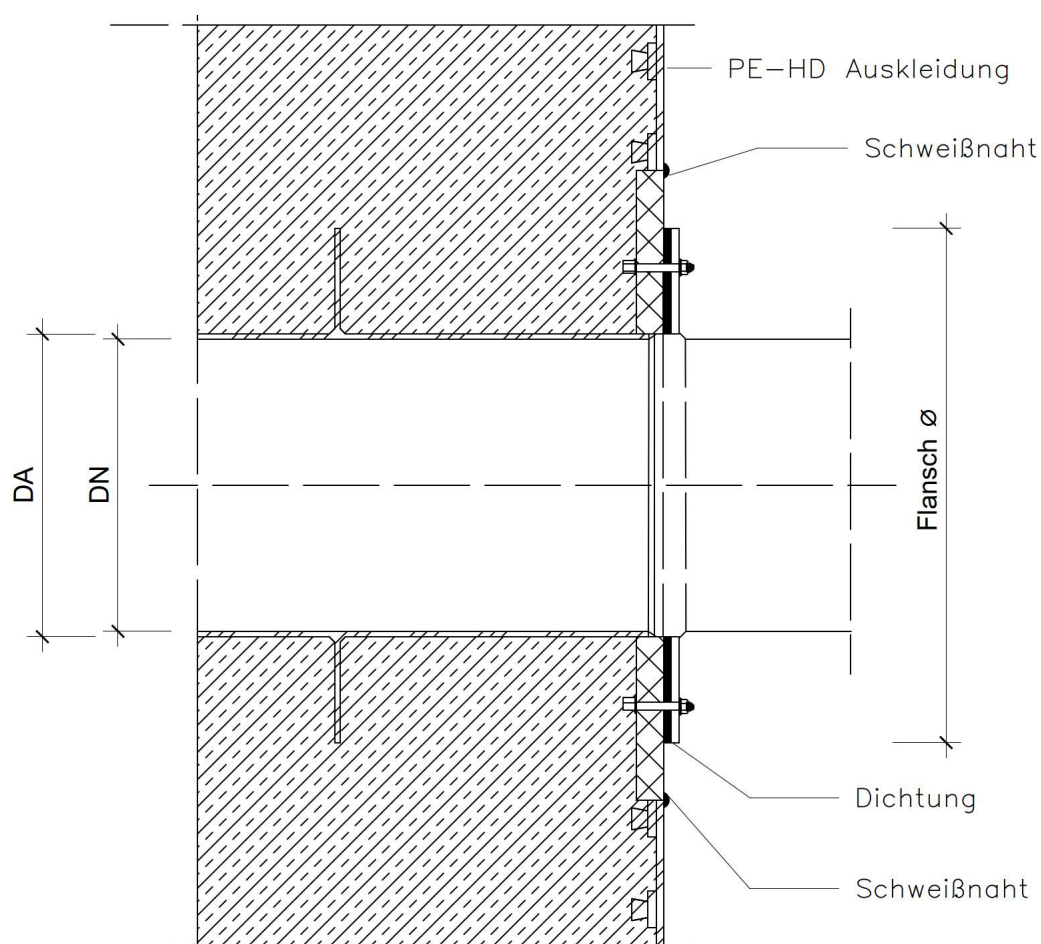 PE-HD Auskleidung
Schweißnaht
DA
DN
Flansch ø
Dichtung
Schweißnaht